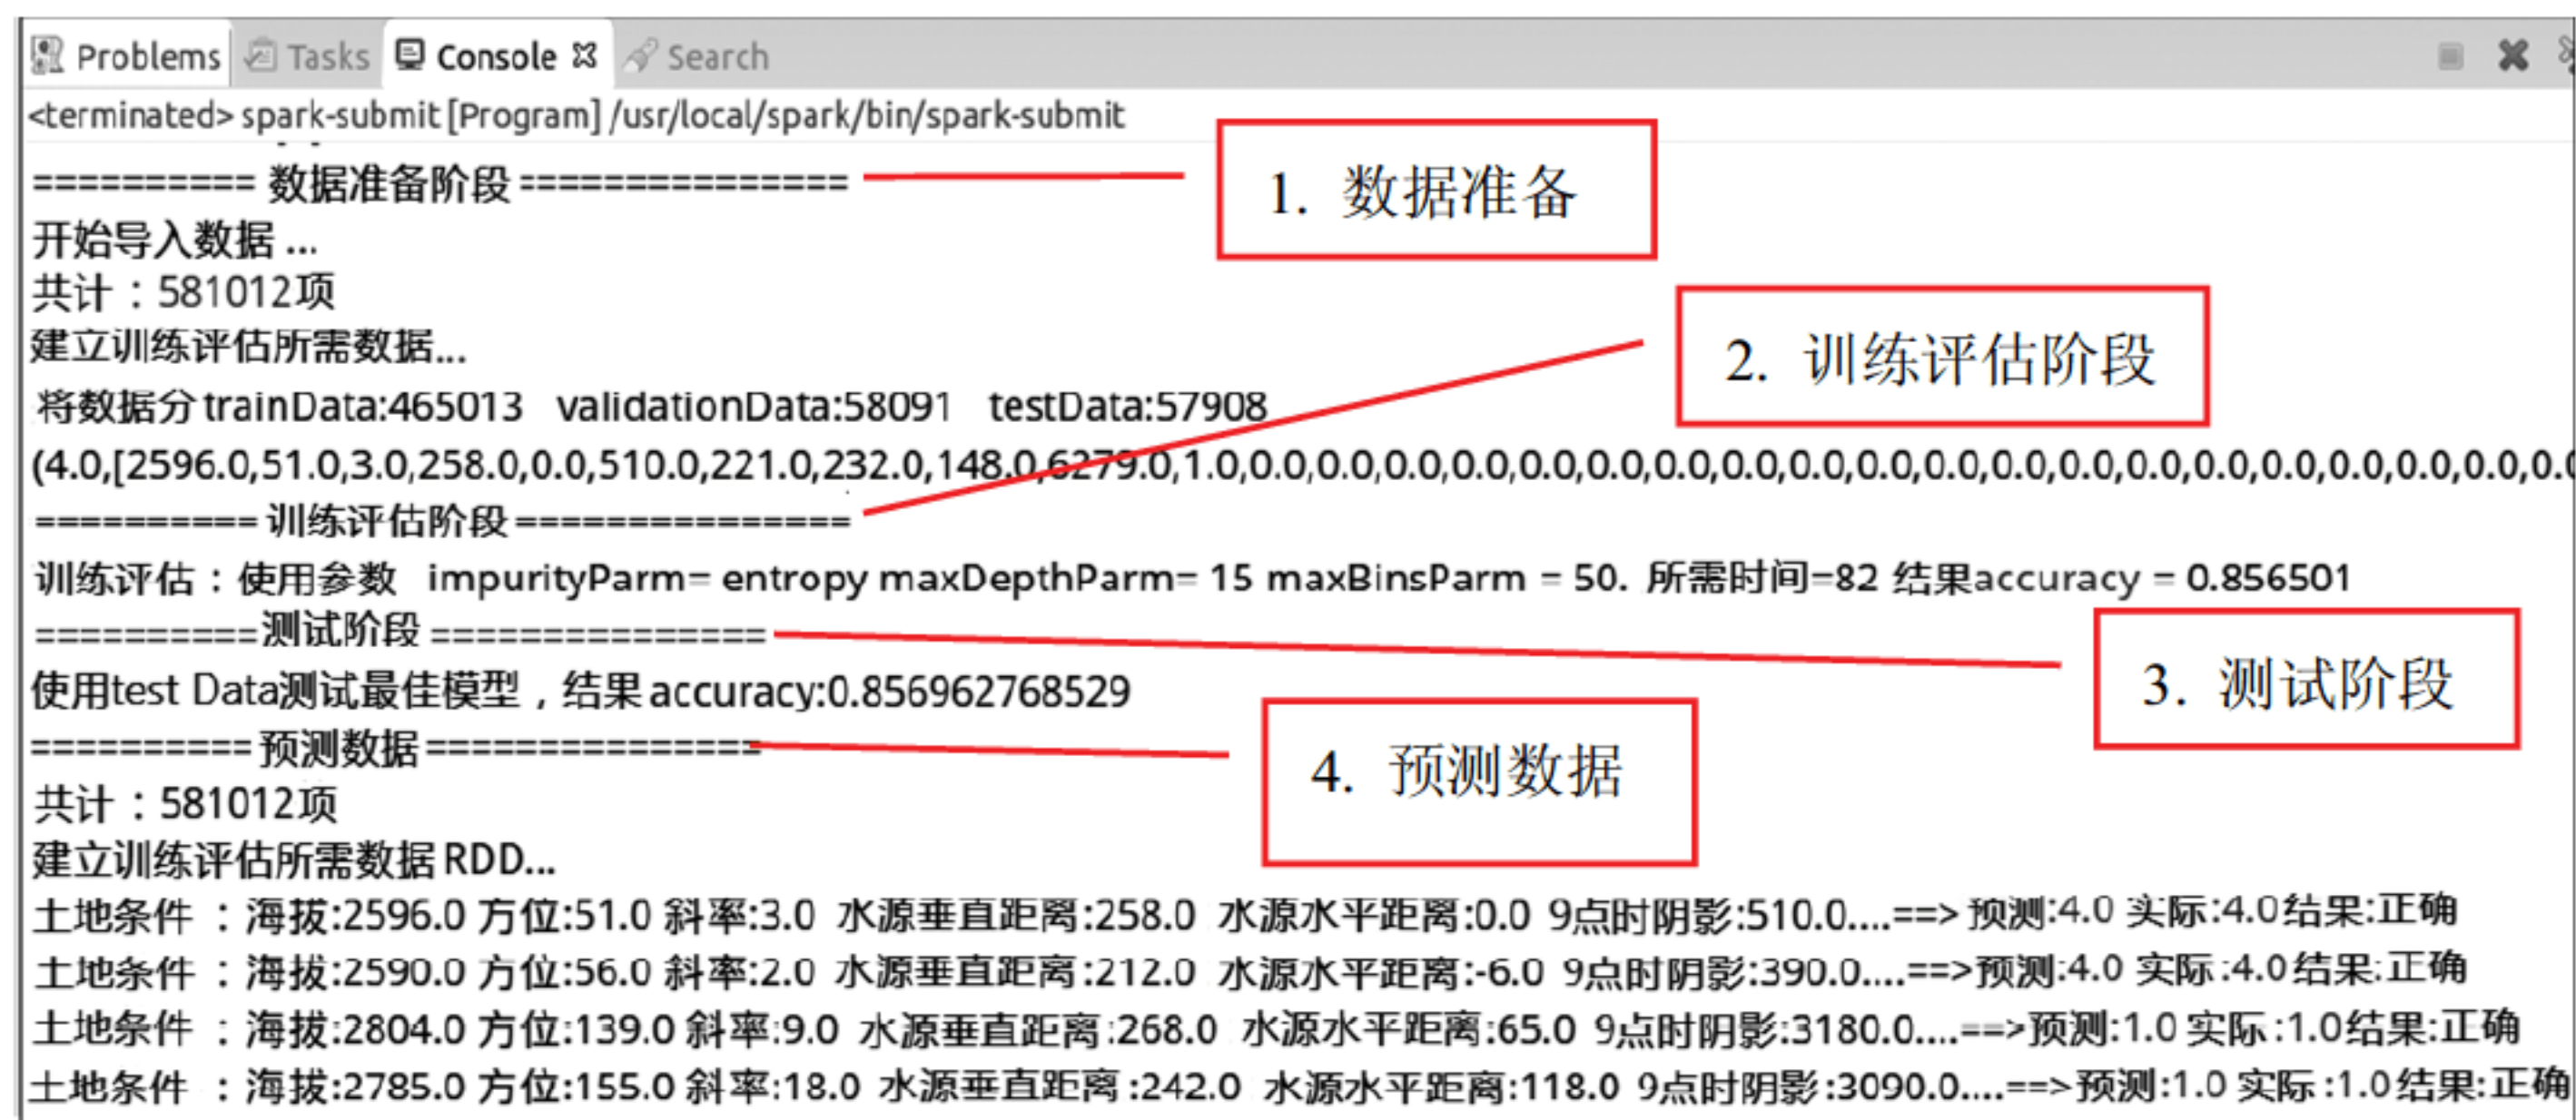 Problems Tasks Console Search
<terminated> spark-submit [Program] /usr/local/spark/bin/spark-submit
========== 数据准备阶段 ===============
1. 数据准备
开始导入数据 ...
共计：581012项
建立训练评估所需数据...
2. 训练评估阶段
将数据分 trainData:465013 validationData:58091 testData:57908
(4.0,[2596.0,51.0,3.0,258.0,0.0,510.0,221.0,232.0,148.0,6279.0,1.0,0.0,0.0,0.0,0.0,0.0,0.0,0.0,0.0,0.0,0.0,0.0,0.0,0.0,0.0,0.0,0.0,0.0,0.0,0.0,0.0
========== 训练评估阶段 ===============
训练评估：使用参数 impurityParm= entropy maxDepthParm= 15 maxBinsParm = 50. 所需时间=82 结果accuracy = 0.856501
==========测试阶段 ===============
3. 测试阶段
使用test Data测试最佳模型，结果 accuracy:0.856962768529
========== 预测数据 ===============
4. 预测数据
共计：581012项
建立训练评估所需数据 RDD...
土地条件 ：海拔:2596.0 方位:51.0 斜率:3.0 水源垂直距离:258.0 水源水平距离:0.0 9点时阴影:510.0....==> 预测:4.0 实际:4.0结果:正确
土地条件 ：海拔:2590.0 方位:56.0 斜率:2.0 水源垂直距离:212.0 水源水平距离:-6.0 9点时阴影:390.0....==>预测:4.0 实际:4.0结果:正确
土地条件 ：海拔:2804.0 方位:139.0 斜率:9.0 水源垂直距离:268.0 水源水平距离:65.0 9点时阴影:3180.0....==>预测:1.0 实际:1.0结果:正确
土地条件 ：海拔:2785.0 方位:155.0 斜率:18.0 水源垂直距离:242.0 水源水平距离:118.0 9点时阴影:3090.0....==>预测:1.0 实际:1.0结果:正确